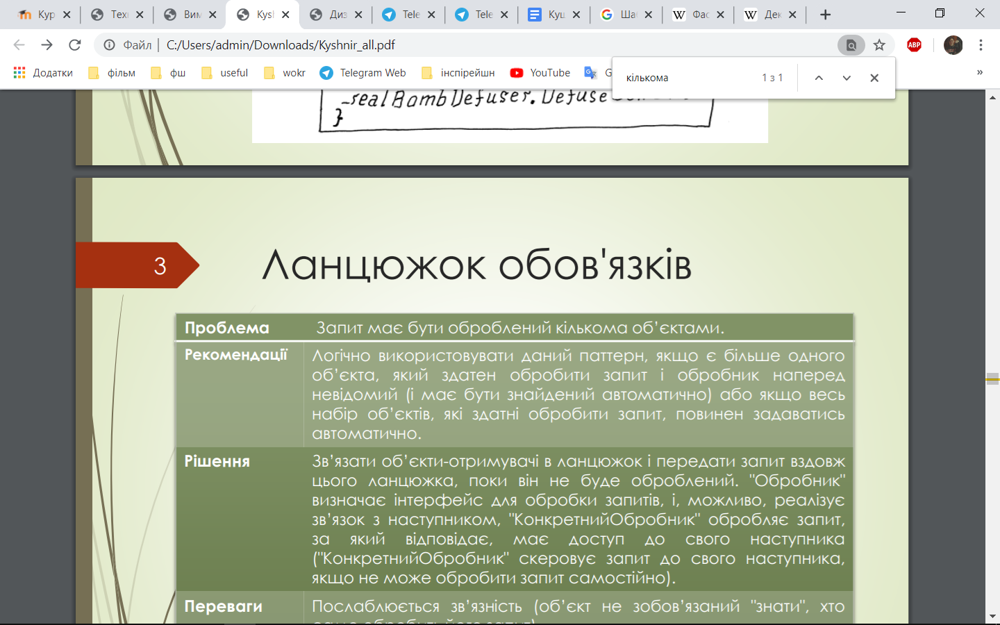 Кур
Техн
Вим
Kysh
Диз
Tele
Tele
Куш
Ша
Фас
Дек
Файл
C:/Users/admin/Downloads/Kyshnir_all.pdf
ABP
Додатки
фільм
фш
useful
wokr
Telegram Web
інспірейшн
YouTube
G
»
кількома
1 з 1
_realBombDefuser.Defuse
}
3
Ланцюжок обов'язків
Проблема Запит має бути оброблений кількома об’єктами.
Рекомендації Логічно використовувати даний паттерн, якщо є більше одного
об’єкта, який здатен обробити запит і обробник наперед
невідомий (і має бути знайдений автоматично) або якщо весь
набір об’єктів, які здатні обробити запит, повинен задаватись
автоматично.
Рішення Зв’язати об’єкти-отримувачі в ланцюжок і передати запит вздовж
цього ланцюжка, поки він не буде оброблений. "Обробник"
визначає інтерфейс для обробки запитів, і, можливо, реалізує
зв’язок з наступником, "КонкретнийОбробник" обробляє запит,
за який відповідає, має доступ до свого наступника
("КонкретнийОбробник" скеровує запит до свого наступника,
якщо не може обробити запит самостійно).
Переваги Послаблюється зв’язність (об’єкт не зобов’язаний "знати", хто